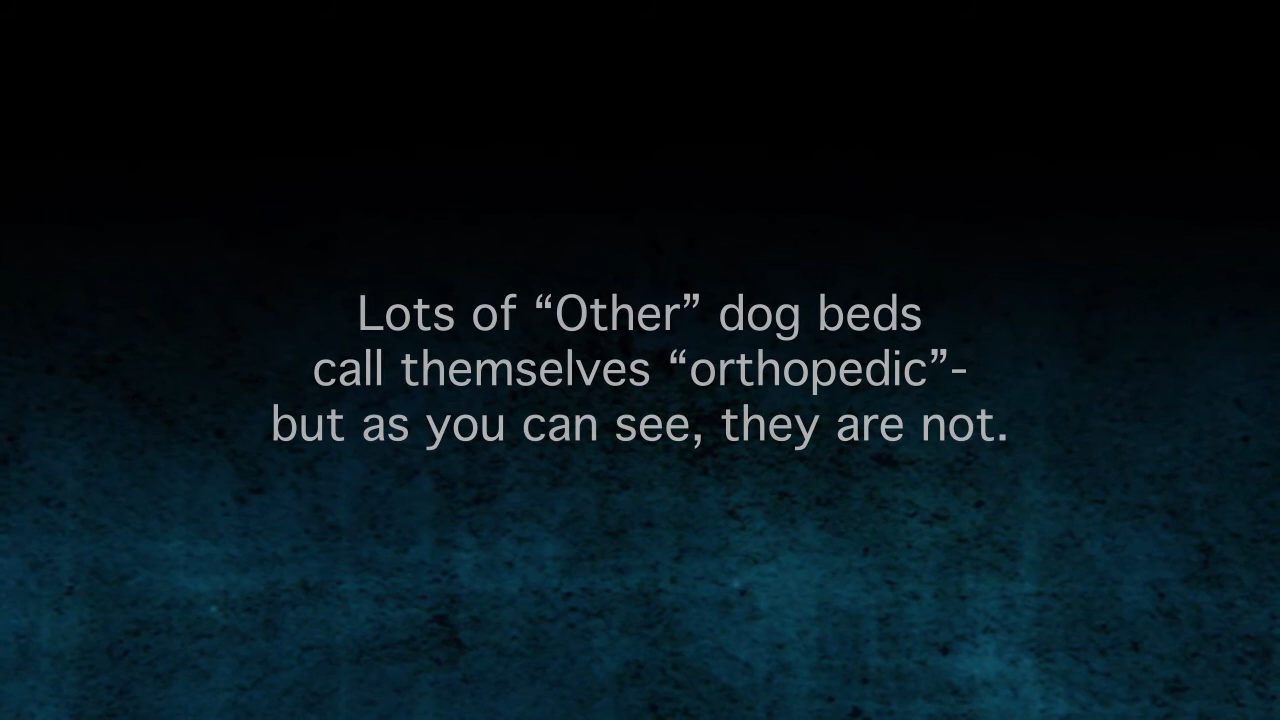 Lots of “Other” dog beds
call themselves “orthopedic”-
but as you can see, they are not.